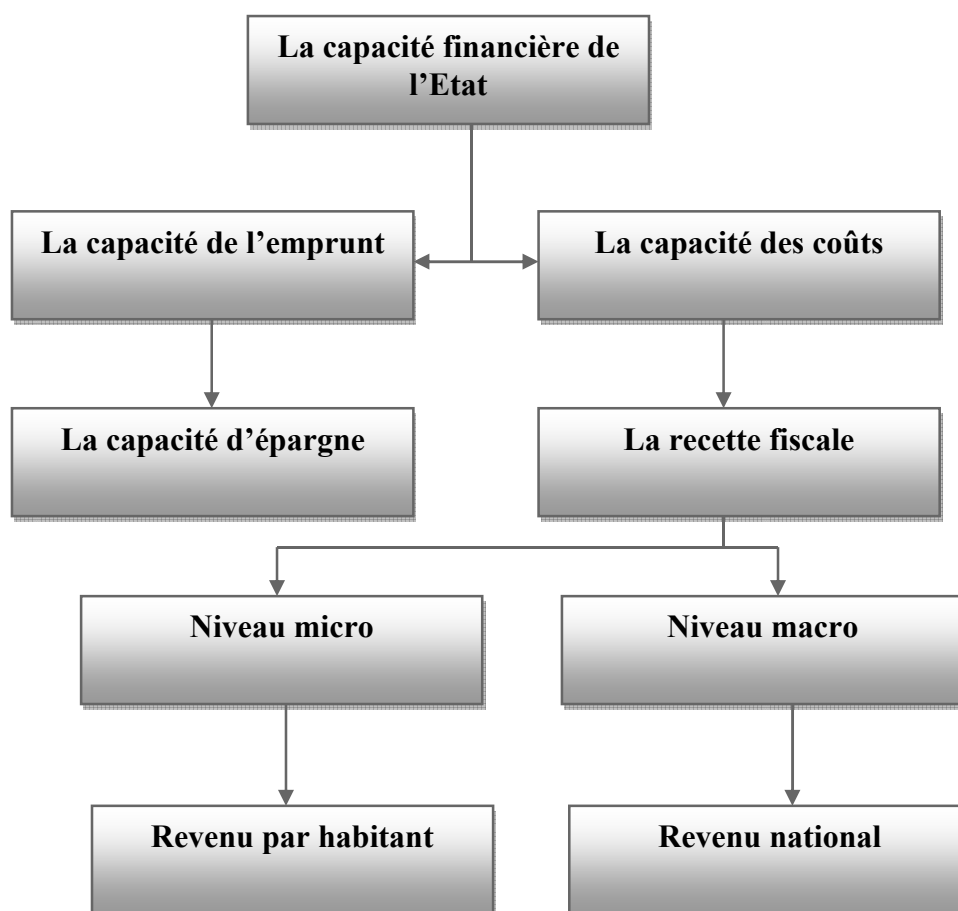 La capacité financière de
l’Etat
La capacité de l’emprunt
La capacité des coûts
La capacité d’épargne
La recette fiscale
Niveau micro
Niveau macro
Revenu par habitant
Revenu national